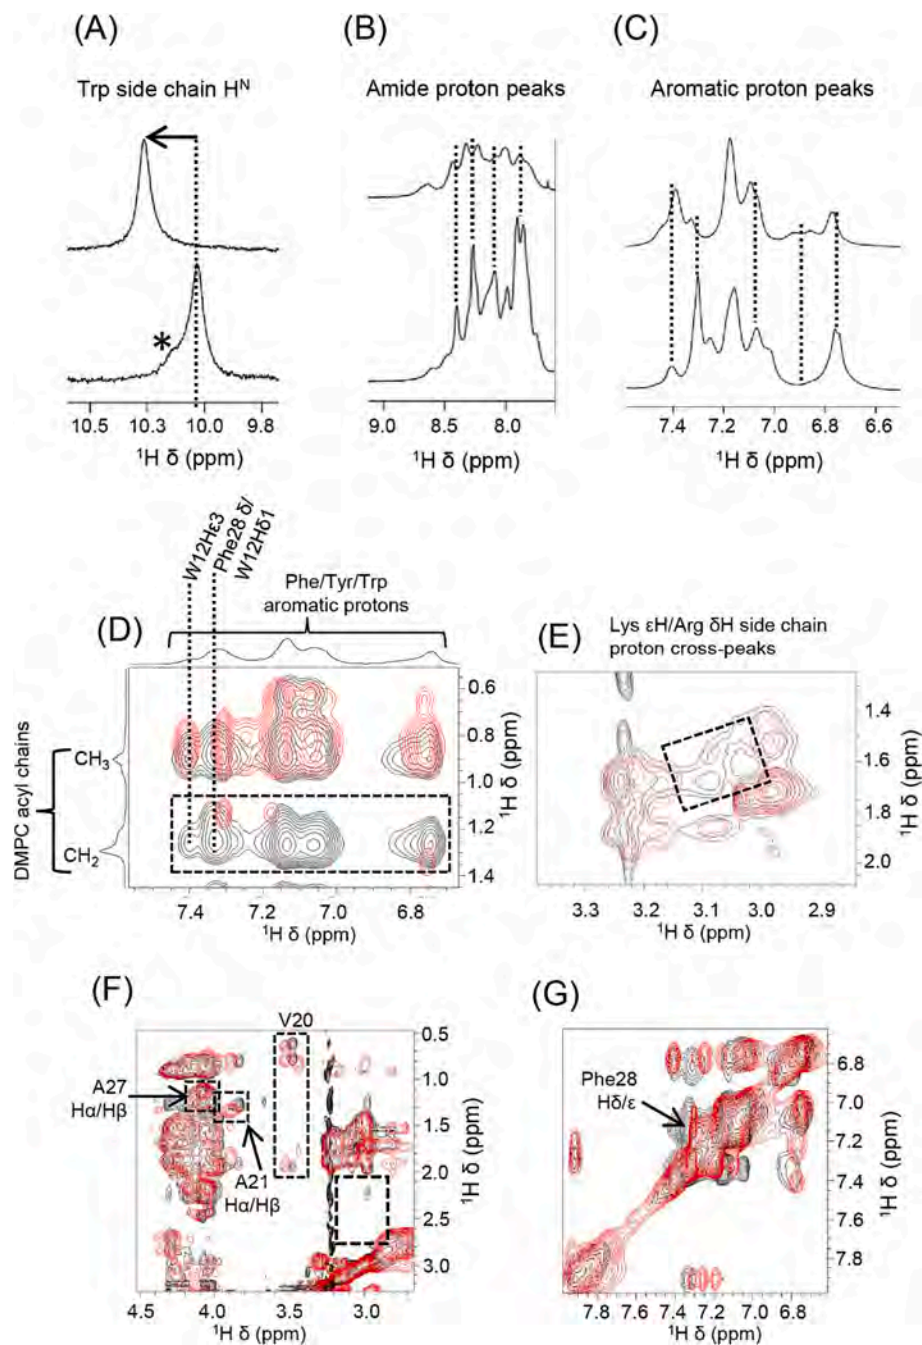 (A)
Trp side chain Hᴺ
*
10.5 10.3 10.0 9.8
¹H δ (ppm)
(B)
Amide proton peaks
9.0 8.5 8.0
¹H δ (ppm)
(C)
Aromatic proton peaks
7.4 7.2 7.0 6.8 6.6
¹H δ (ppm)
(D)
W12Hε3
Phe28 δ/
W12Hδ1
Phe/Tyr/Trp
aromatic protons
DMPC acyl chains
CH₃
CH₂
0.6
0.8
1.0
1.2
1.4
¹H δ (ppm)
7.4 7.2 7.0 6.8
¹H δ (ppm)
(E)
Lys εH/Arg δH side chain
proton cross-peaks
1.4
1.6
1.8
2.0
¹H δ (ppm)
3.3 3.2 3.1 3.0 2.9
¹H δ (ppm)
(F)
V20
A27
Hα/Hβ
A21
Hα/Hβ
0.5
1.0
1.5
2.0
2.5
3.0
¹H δ (ppm)
4.5 4.0 3.5 3.0
¹H δ (ppm)
(G)
Phe28
Hδ/ε
6.8
7.0
7.2
7.4
7.6
7.8
¹H δ (ppm)
7.8 7.6 7.4 7.2 7.0 6.8
¹H δ (ppm)